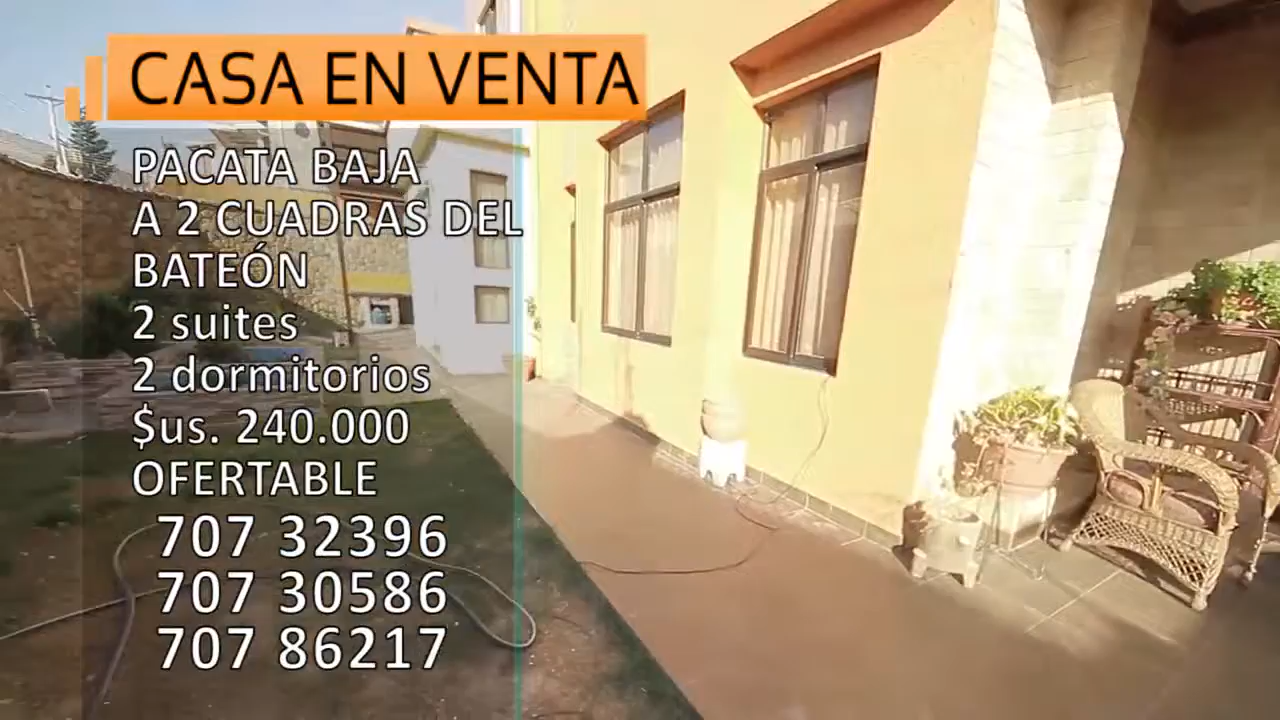 CASA EN VENTA
PACATA BAJA
A 2 CUADRAS DEL
BATEÓN
2 suites
2 dormitorios
$us. 240.000
OFERTABLE
707 32396
707 30586
707 86217